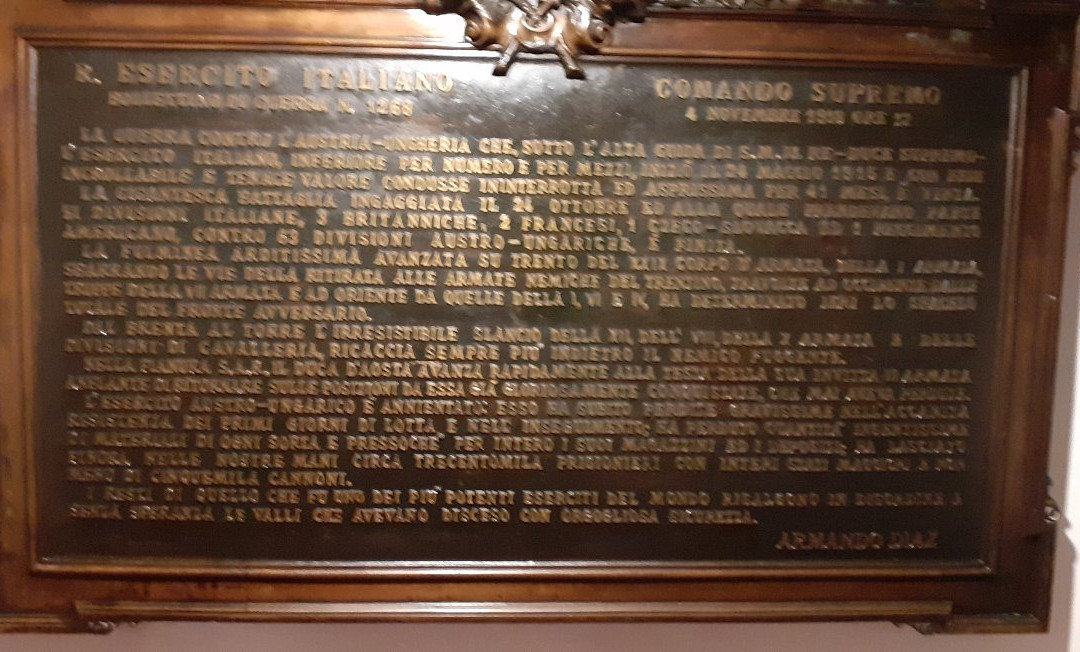 R. ESERCITO ITALIANO
COMANDO SUPREMO
BOLLETTINO DI GUERRA N. 1268
4 NOVEMBRE 1918 ORE 12
LA GUERRA CONTRO L'AUSTRIA-UNGHERIA CHE, SOTTO L'ALTA GUIDA DI S.M. IL RE-DUCE SUPREMO-
L'ESERCITO ITALIANO, INFERIORE PER NUMERO E PER MEZZI, INIZIÒ IL 24 MAGGIO 1915 E CON FEDE
INCROLLABILE E TENACE VALORE CONDUSSE ININTERROTTA ED ASPRISSIMA PER 41 MESI, È VINTA.
LA GIGANTESCA BATTAGLIA INGAGGIATA IL 24 OTTOBRE ED ALLA QUALE PRENDEVANO PARTE
51 DIVISIONI ITALIANE, 3 BRITANNICHE, 2 FRANCESI, 1 CZECO-SLOVACCA ED 1 REGGIMENTO
AMERICANO, CONTRO 63 DIVISIONI AUSTRO-UNGARICHE, È FINITA.
LA FULMINEA ARDITISSIMA AVANZATA SU TRENTO DEL XXIX CORPO D'ARMATA, DELLA I ARMATA,
SBARRANDO LE VIE DELLA RITIRATA ALLE ARMATE NEMICHE DEL TRENTINO, TRAVOLTE AD OCCIDENTE DALLE
TRUPPE DELLA VII ARMATA E AD ORIENTE DA QUELLE DELLA I, VI E IV, HA DETERMINATO IERI LO SFACELO
TOTALE DEL FRONTE AVVERSARIO.
DAL BRENTA AL TORRE L'IRRESISTIBILE SLANCIO DELLA XII, DELL' VIII, DELLA X ARMATA E DELLE
DIVISIONI DI CAVALLERIA, RICACCIA SEMPRE PIÙ INDIETRO IL NEMICO FUGGENTE.
NELLA PIANURA S.A.R. IL DUCA D'AOSTA AVANZA RAPIDAMENTE ALLA TESTA DELLA SUA INVITTA III ARMATA
ANELANTE DI RITORNARE SULLE POSIZIONI DA ESSA GIÀ GLORIOSAMENTE CONQUISTATE, CHE MAI AVEVA PERDUTE.
L'ESERCITO AUSTRO-UNGARICO È ANNIENTATO: ESSO HA SUBITO PERDITE GRAVISSIME NELL'ACCANITA
RESISTENZA DEI PRIMI GIORNI DI LOTTA E NELL'INSEGUIMENTO; HA PERDUTO QUANTITÀ
DI MATERIALI DI OGNI SORTA E PRESSOCHÈ PER INTERO I SUOI MAGAZZINI ED I DEPOSITI; HA LASCIATO
FINORA, NELLE NOSTRE MANI CIRCA TRECENTOMILA PRIGIONIERI CON INTERI STATI MAGGIORI E NON
MENO DI CINQUEMILA CANNONI.
I RESTI DI QUELLO CHE FU UNO DEI PIÙ POTENTI ESERCITI DEL MONDO RISALGONO IN DISORDINE E
SENZA SPERANZA LE VALLI CHE AVEVANO DISCESO CON ORGOGLIOSA SICUREZZA.
ARMANDO DIAZ